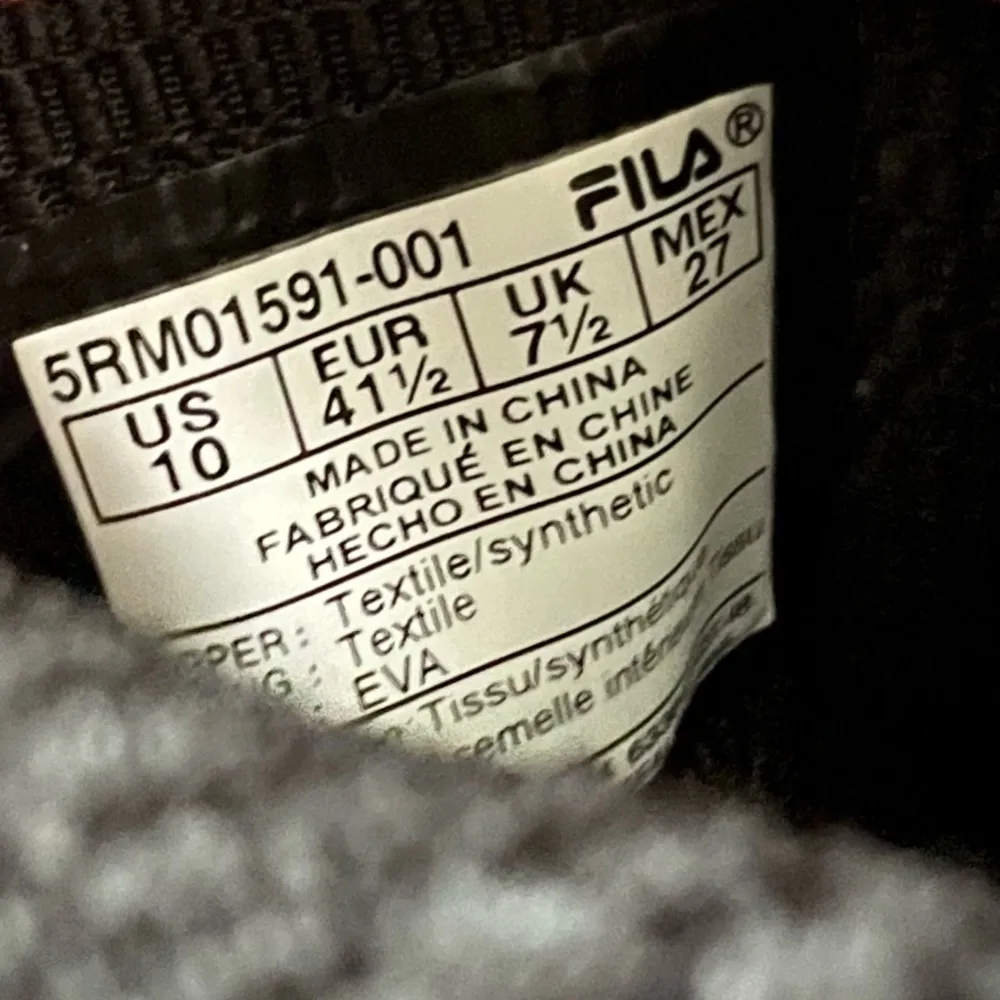 FILA®
5RM01591-001
US EUR UK MEX
10 41½ 7½ 27
MADE IN CHINA
FABRIQUÉ EN CHINE
HECHO EN CHINA
PPER: Textile/synthetic
G: Textile
: EVA
Tissu/synthétique
semelle